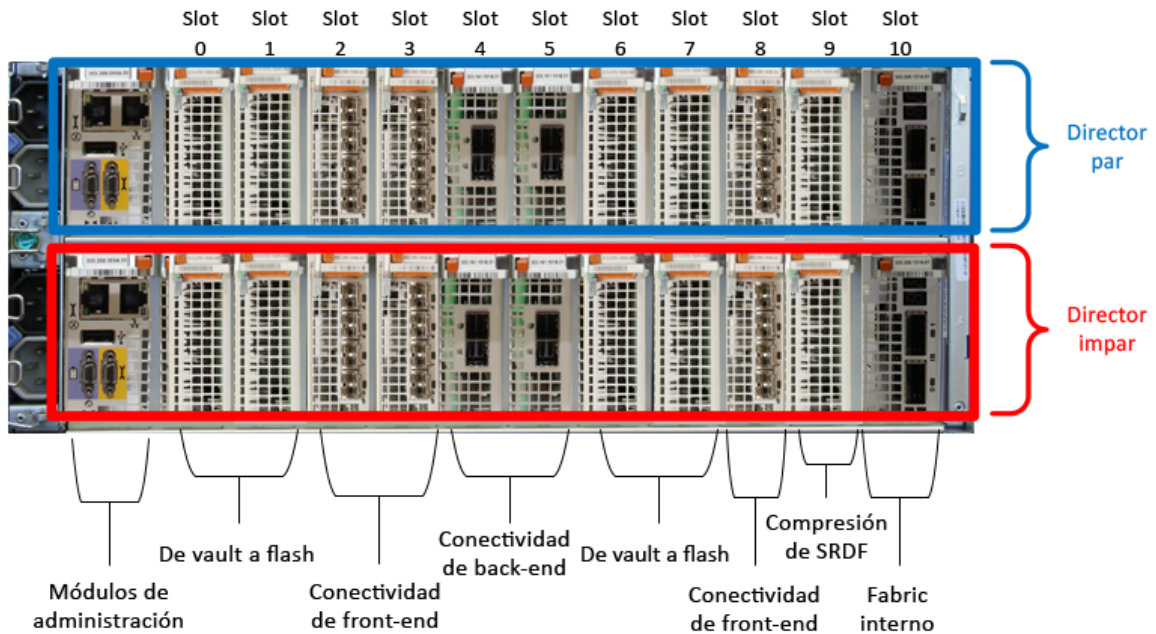 Slot Slot Slot Slot Slot Slot Slot Slot Slot Slot Slot
0 1 2 3 4 5 6 7 8 9 10
Director
par
Director
impar
Módulos de
administración
De vault a flash
Conectividad
de front-end
Conectividad
de back-end
De vault a flash
Conectividad
de front-end
Compresión
de SRDF
Fabric
interno